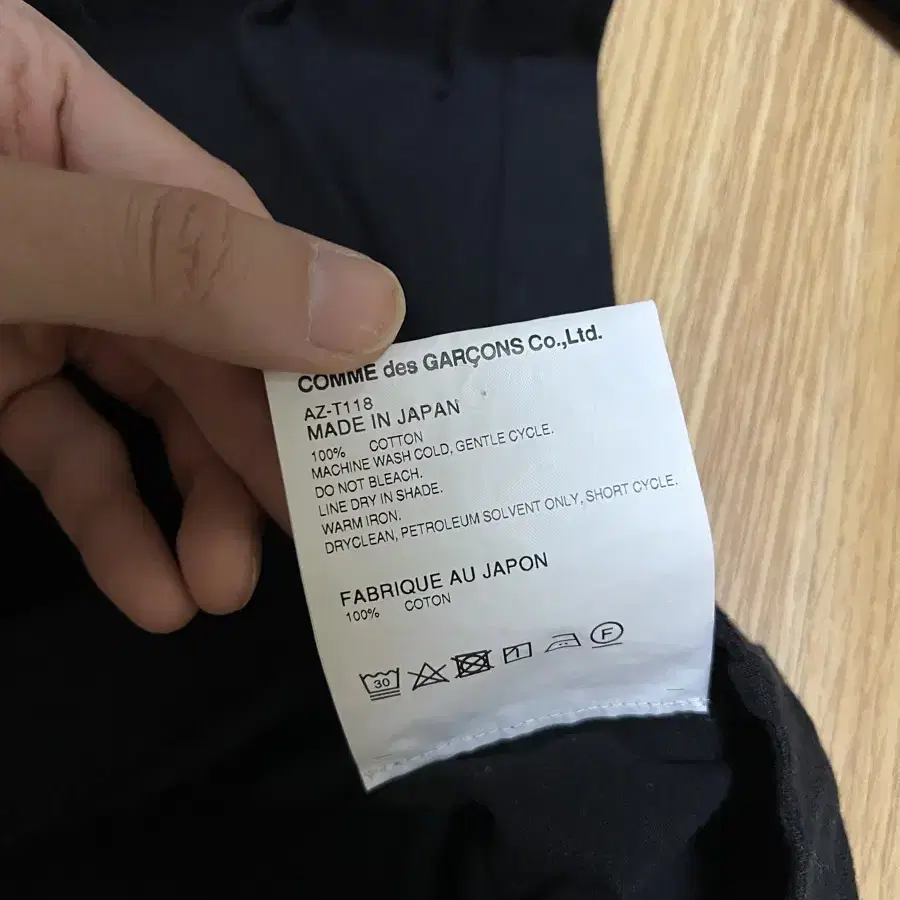 COMME des GARÇONS Co.,Ltd.
AZ-T118
MADE IN JAPAN
100% COTTON
MACHINE WASH COLD, GENTLE CYCLE.
DO NOT BLEACH.
LINE DRY IN SHADE.
WARM IRON.
DRYCLEAN, PETROLEUM SOLVENT ONLY, SHORT CYCLE.
FABRIQUE AU JAPON
100% COTON
30 1 F